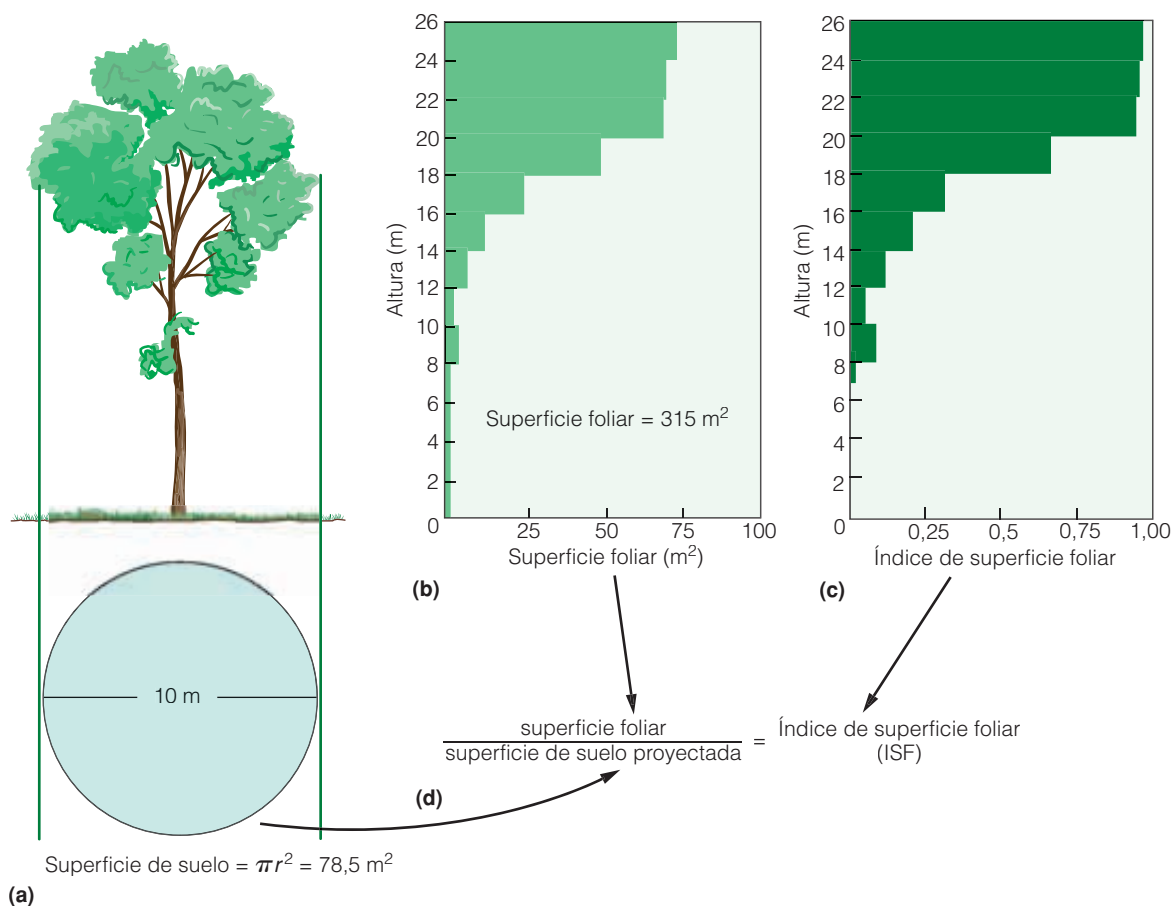 10 m
Superficie de suelo = πr² = 78,5 m²
(a)
Altura (m)
26
24
22
20
18
16
14
12
10
8
6
4
2
0
25
50
75
100
Superficie foliar = 315 m²
Superficie foliar (m²)
(b)
Altura (m)
26
24
22
20
18
16
14
12
10
8
6
4
2
0
0,25
0,5
0,75
1,00
Índice de superficie foliar
(c)
superficie foliar
superficie de suelo proyectada
=
Índice de superficie foliar
(ISF)
(d)